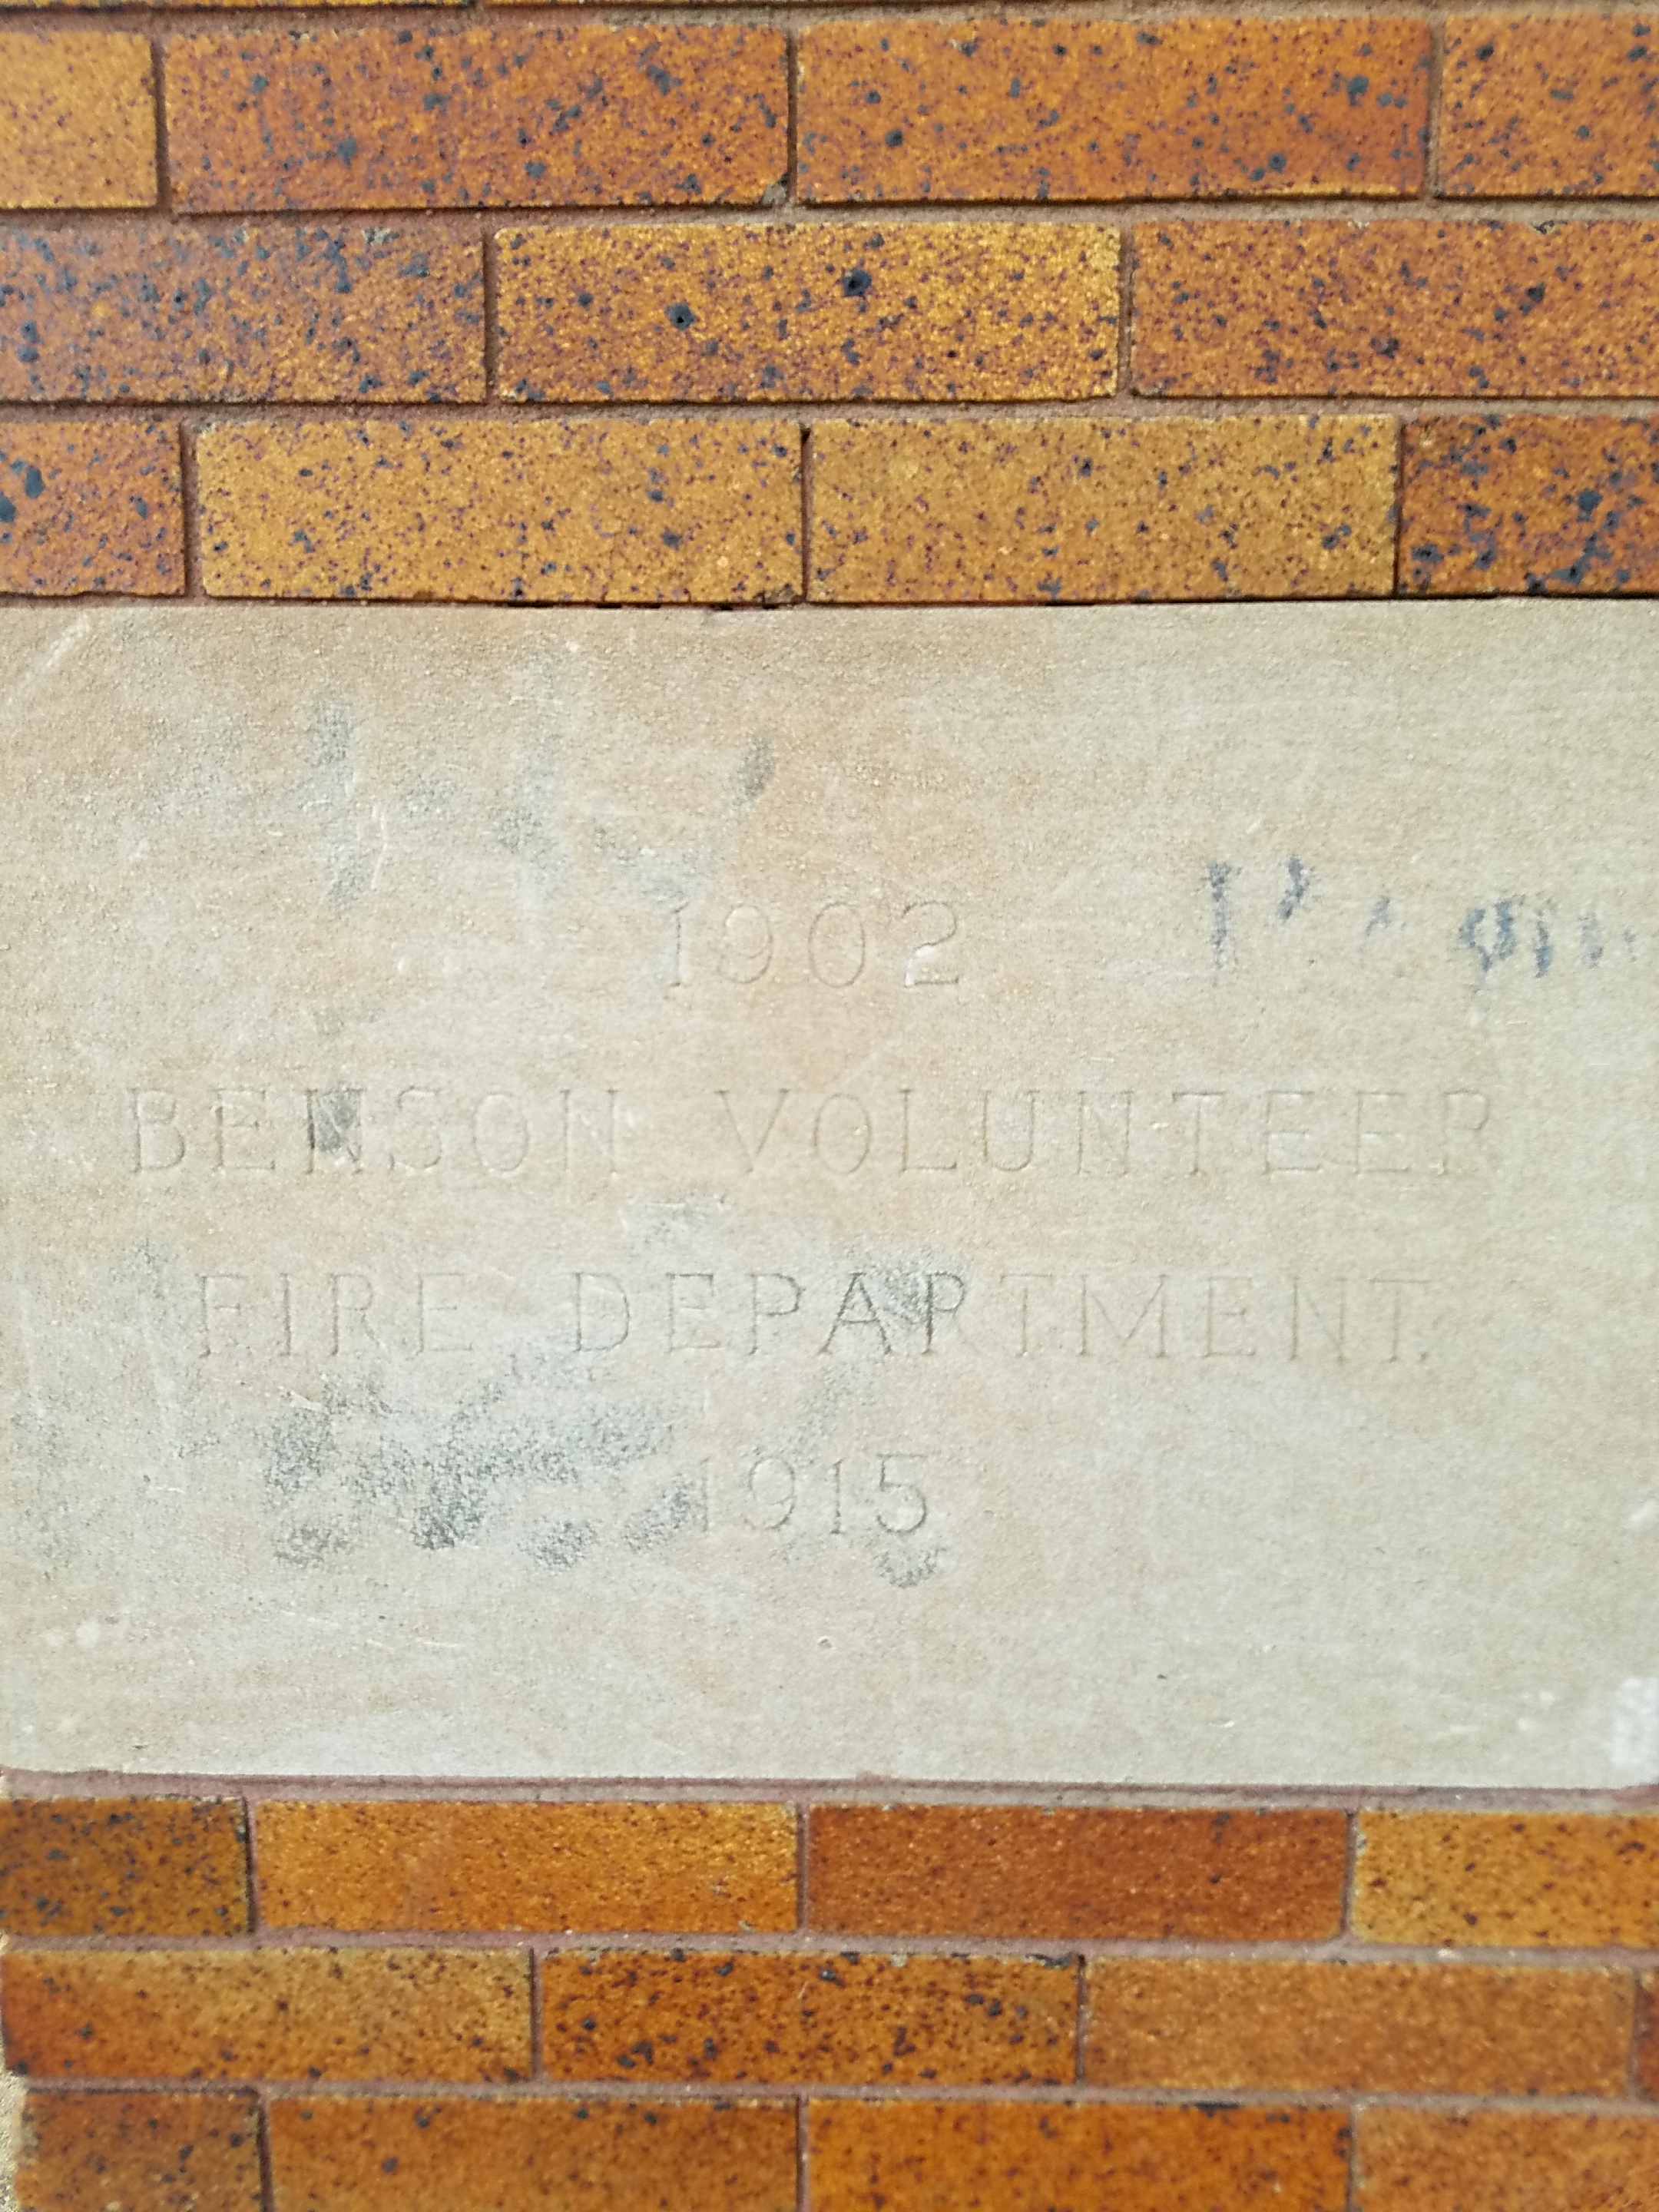 1902
BENSON VOLUNTEER
FIRE DEPARTMENT.
1915